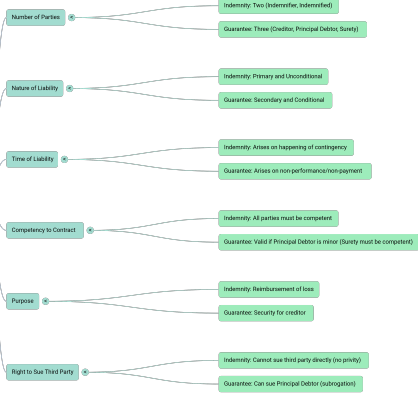 Number of Parties
Indemnity: Two (Indemnifier, Indemnified)
Guarantee: Three (Creditor, Principal Debtor, Surety)
Nature of Liability
Indemnity: Primary and Unconditional
Guarantee: Secondary and Conditional
Time of Liability
Indemnity: Arises on happening of contingency
Guarantee: Arises on non-performance/non-payment
Competency to Contract
Indemnity: All parties must be competent
Guarantee: Valid if Principal Debtor is minor (Surety must be competent)
Purpose
Indemnity: Reimbursement of loss
Guarantee: Security for creditor
Right to Sue Third Party
Indemnity: Cannot sue third party directly (no privity)
Guarantee: Can sue Principal Debtor (subrogation)